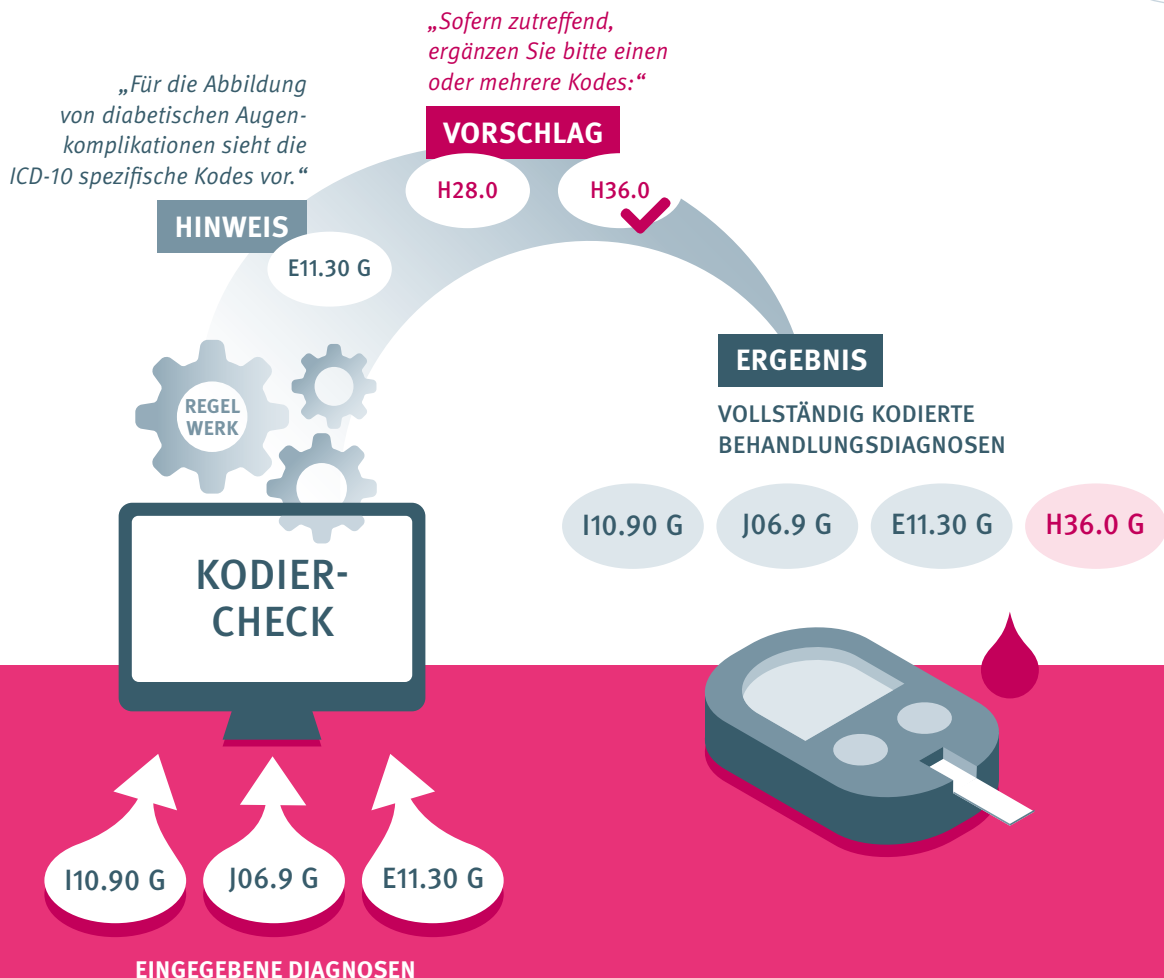 „Sofern zutreffend,
ergänzen Sie bitte einen
oder mehrere Kodes:“
VORSCHLAG
H28.0
H36.0
„Für die Abbildung
von diabetischen Augen-
komplikationen sieht die
ICD-10 spezifische Kodes vor.“
HINWEIS
E11.30 G
REGEL
WERK
KODIER-
CHECK
ERGEBNIS
VOLLSTÄNDIG KODIERTE
BEHANDLUNGSDIAGNOSEN
I10.90 G
J06.9 G
E11.30 G
H36.0 G
I10.90 G
J06.9 G
E11.30 G
EINGEGEBENE DIAGNOSEN